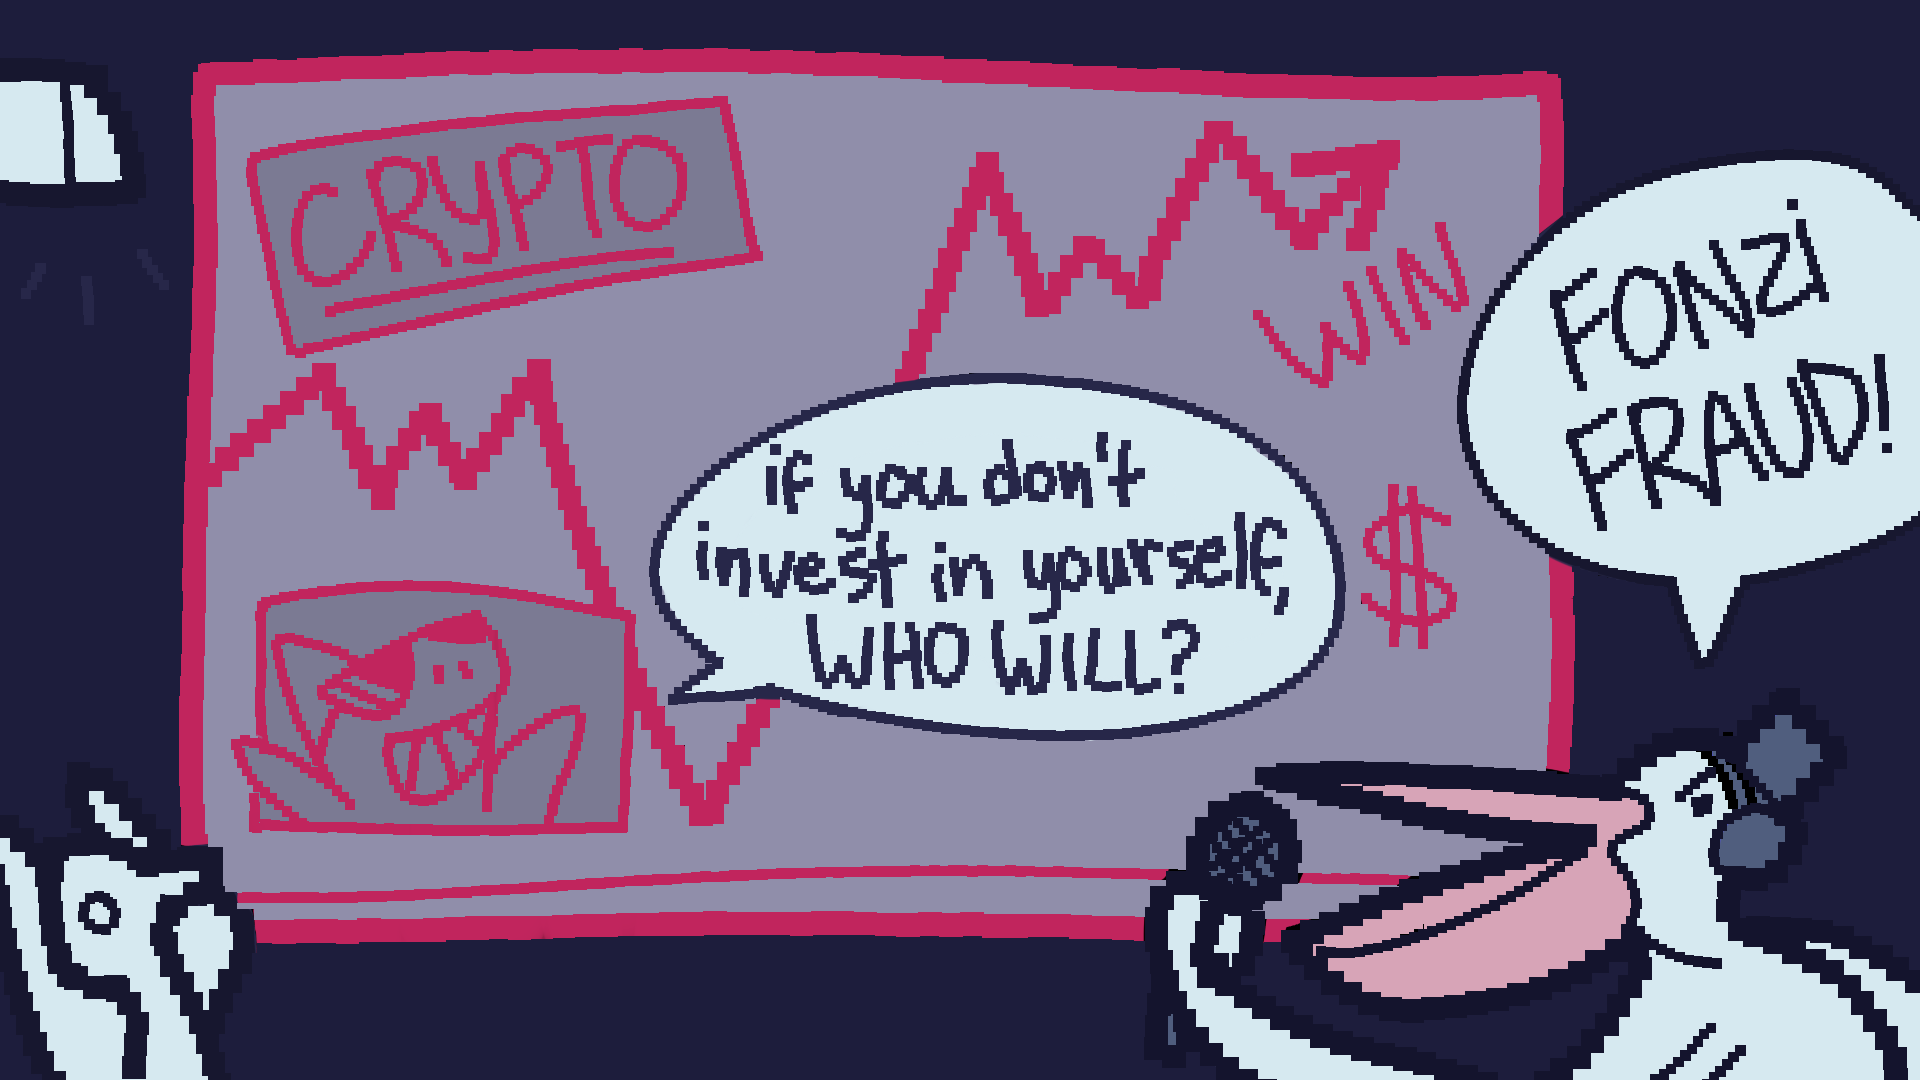 CRYPTO
WIN
if you don't
invest in yourself,
WHO WILL?
$
FONZi
FRAUD!